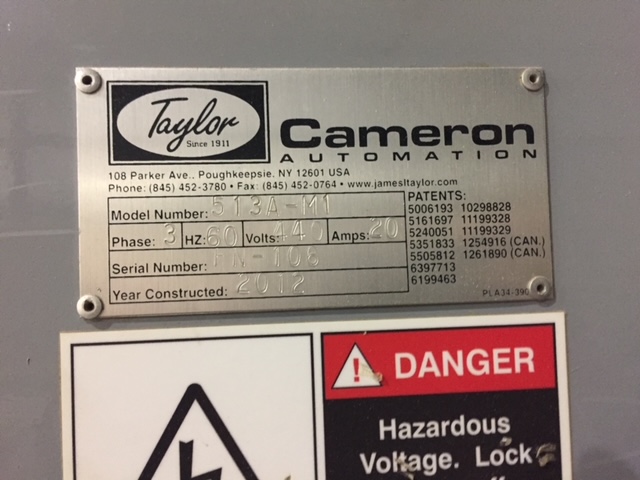 Taylor
Since 1911
Cameron
AUTOMATION
108 Parker Ave., Poughkeepsie, NY 12601 USA
Phone: (845) 452-3780 • Fax: (845) 452-0764 • www.jamesltaylor.com
Model Number: 513A-M1
Phase: 3 HZ: 60 Volts: 440 Amps: 20
Serial Number: FN-106
Year Constructed: 2012
PATENTS:
5006193 10298828
5161697 11199328
5240051 11199329
5351833 1254916 (CAN.)
5505812 1261890 (CAN.)
6397713
6199463
PLA34-390
DANGER
Hazardous
Voltage. Lock